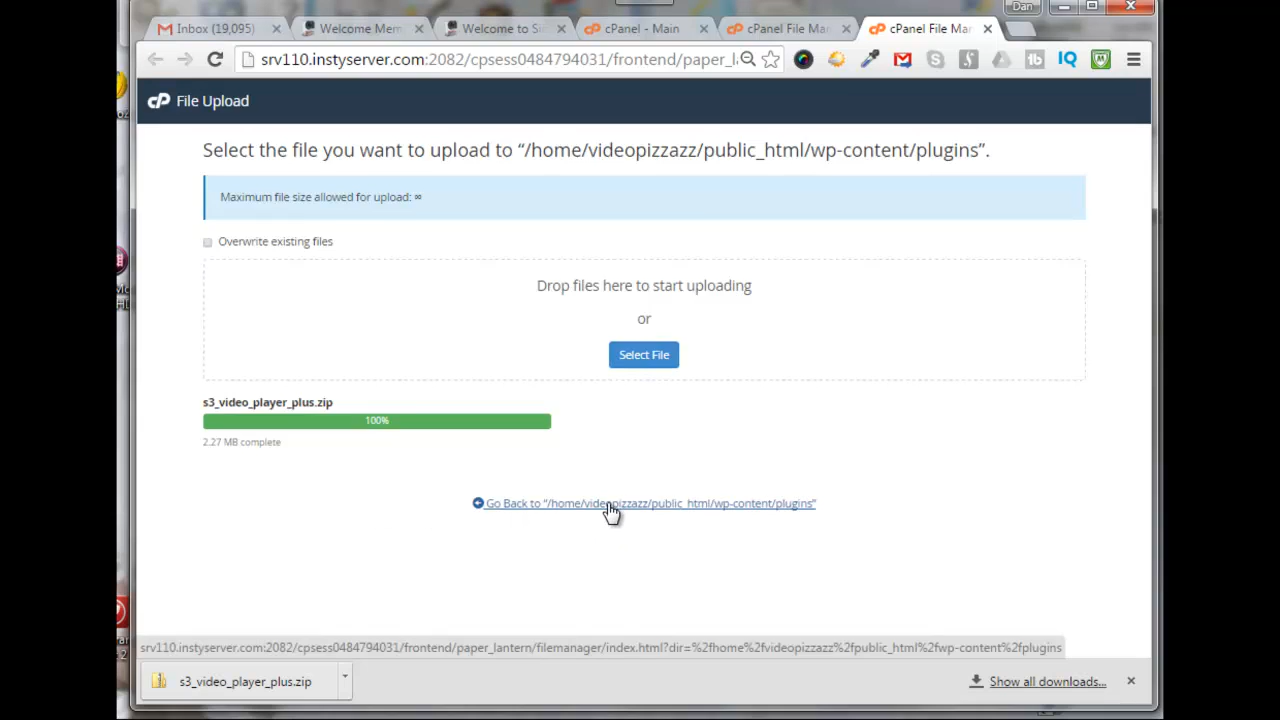 Dan
Inbox (19,095)
Welcome Mem
Welcome to Si
cPanel - Main
cPanel File Ma
cPanel File Mar
srv110.instyserver.com:2082/cpsess0484794031/frontend/paper_l
cP File Upload
Select the file you want to upload to “/home/videopizzazz/public_html/wp-content/plugins”.
Maximum file size allowed for upload: ∞
Overwrite existing files
Drop files here to start uploading
or
Select File
s3_video_player_plus.zip
100%
2.27 MB complete
Go Back to “/home/videopizzazz/public_html/wp-content/plugins”
srv110.instyserver.com:2082/cpsess0484794031/frontend/paper_lantern/filemanager/index.html?dir=%2fhome%2fvideopizzazz%2fpublic_html%2fwp-content%2fplugins
s3_video_player_plus.zip
Show all downloads...